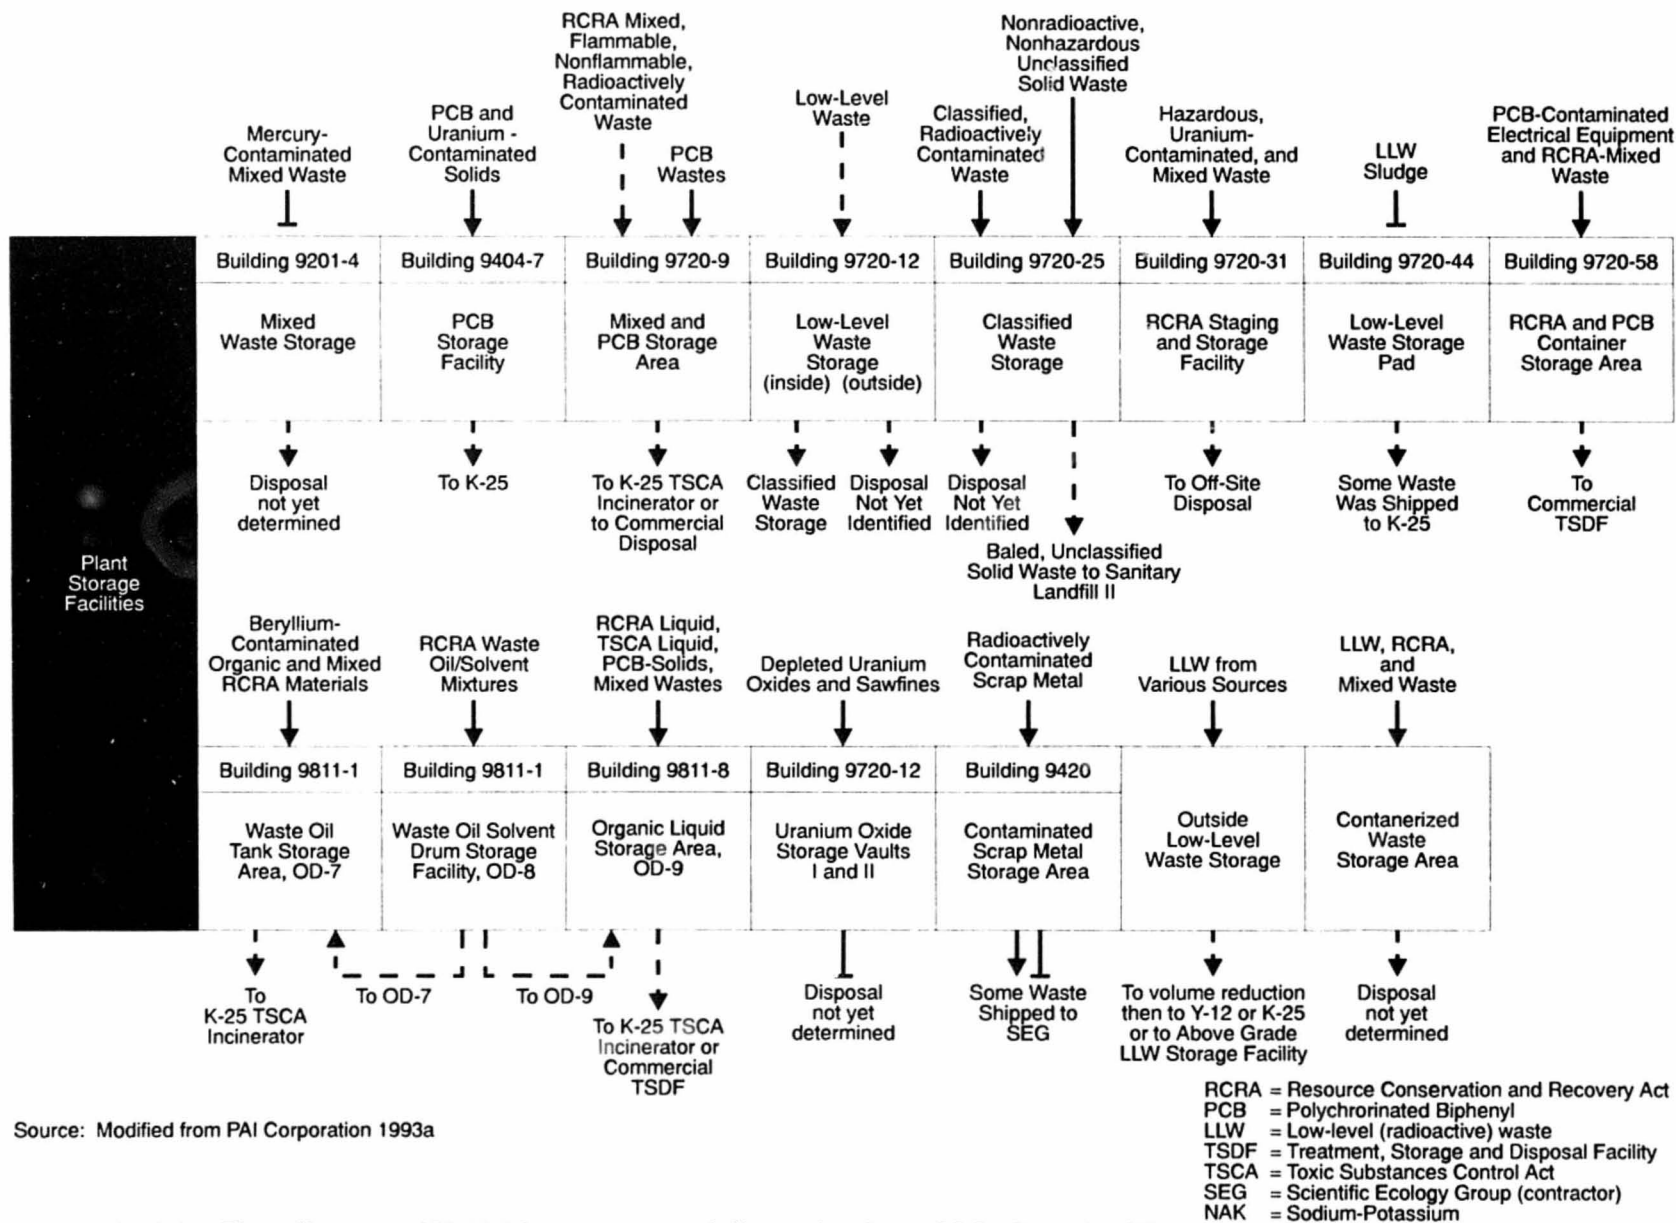 Mercury-
Contaminated
Mixed Waste
PCB and
Uranium -
Contaminated
Solids
RCRA Mixed,
Flammable,
Nonflammable,
Radioactively
Contaminated
Waste
PCB
Wastes
Low-Level
Waste
Classified,
Radioactively
Contaminated
Waste
Nonradioactive,
Nonhazardous
Unclassified
Solid Waste
Hazardous,
Uranium-
Contaminated, and
Mixed Waste
LLW
Sludge
PCB-Contaminated
Electrical Equipment
and RCRA-Mixed
Waste
Building 9201-4
Building 9404-7
Building 9720-9
Building 9720-12
Building 9720-25
Building 9720-31
Building 9720-44
Building 9720-58
Mixed
Waste Storage
PCB
Storage
Facility
Mixed and
PCB Storage
Area
Low-Level
Waste
Storage
(inside) (outside)
Classified
Waste
Storage
RCRA Staging
and Storage
Facility
Low-Level
Waste Storage
Pad
RCRA and PCB
Container
Storage Area
Disposal
not yet
determined
To K-25
To K-25 TSCA
Incinerator or
to Commercial
Disposal
Classified
Waste
Storage
Disposal
Not Yet
Identified
Disposal
Not Yet
Identified
Baled, Unclassified
Solid Waste to Sanitary
Landfill II
To Off-Site
Disposal
Some Waste
Was Shipped
to K-25
To
Commercial
TSDF
Plant
Storage
Facilities
Beryllium-
Contaminated
Organic and Mixed
RCRA Materials
RCRA Waste
Oil/Solvent
Mixtures
RCRA Liquid,
TSCA Liquid,
PCB-Solids,
Mixed Wastes
Depleted Uranium
Oxides and Sawfines
Radioactively
Contaminated
Scrap Metal
LLW from
Various Sources
LLW, RCRA,
and
Mixed Waste
Building 9811-1
Building 9811-1
Building 9811-8
Building 9720-12
Building 9420
Waste Oil
Tank Storage
Area, OD-7
Waste Oil Solvent
Drum Storage
Facility, OD-8
Organic Liquid
Storage Area,
OD-9
Uranium Oxide
Storage Vaults
I and II
Contaminated
Scrap Metal
Storage Area
Outside
Low-Level
Waste Storage
Contanerized
Waste
Storage Area
To
K-25 TSCA
Incinerator
To OD-7
To OD-9
To K-25 TSCA
Incinerator or
Commercial
TSDF
Disposal
not yet
determined
Some Waste
Shipped to
SEG
To volume reduction
then to Y-12 or K-25
or to Above Grade
LLW Storage Facility
Disposal
not yet
determined
Source: Modified from PAI Corporation 1993a
RCRA = Resource Conservation and Recovery Act
PCB = Polychrorinated Biphenyl
LLW = Low-level (radioactive) waste
TSDF = Treatment, Storage and Disposal Facility
TSCA = Toxic Substances Control Act
SEG = Scientific Ecology Group (contractor)
NAK = Sodium-Potassium